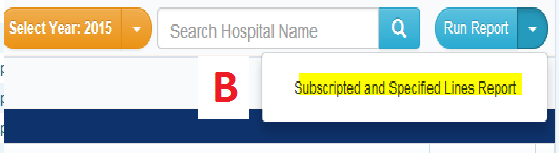 Select Year: 2015
Search Hospital Name
Run Report
B
Subscripted and Specified Lines Report